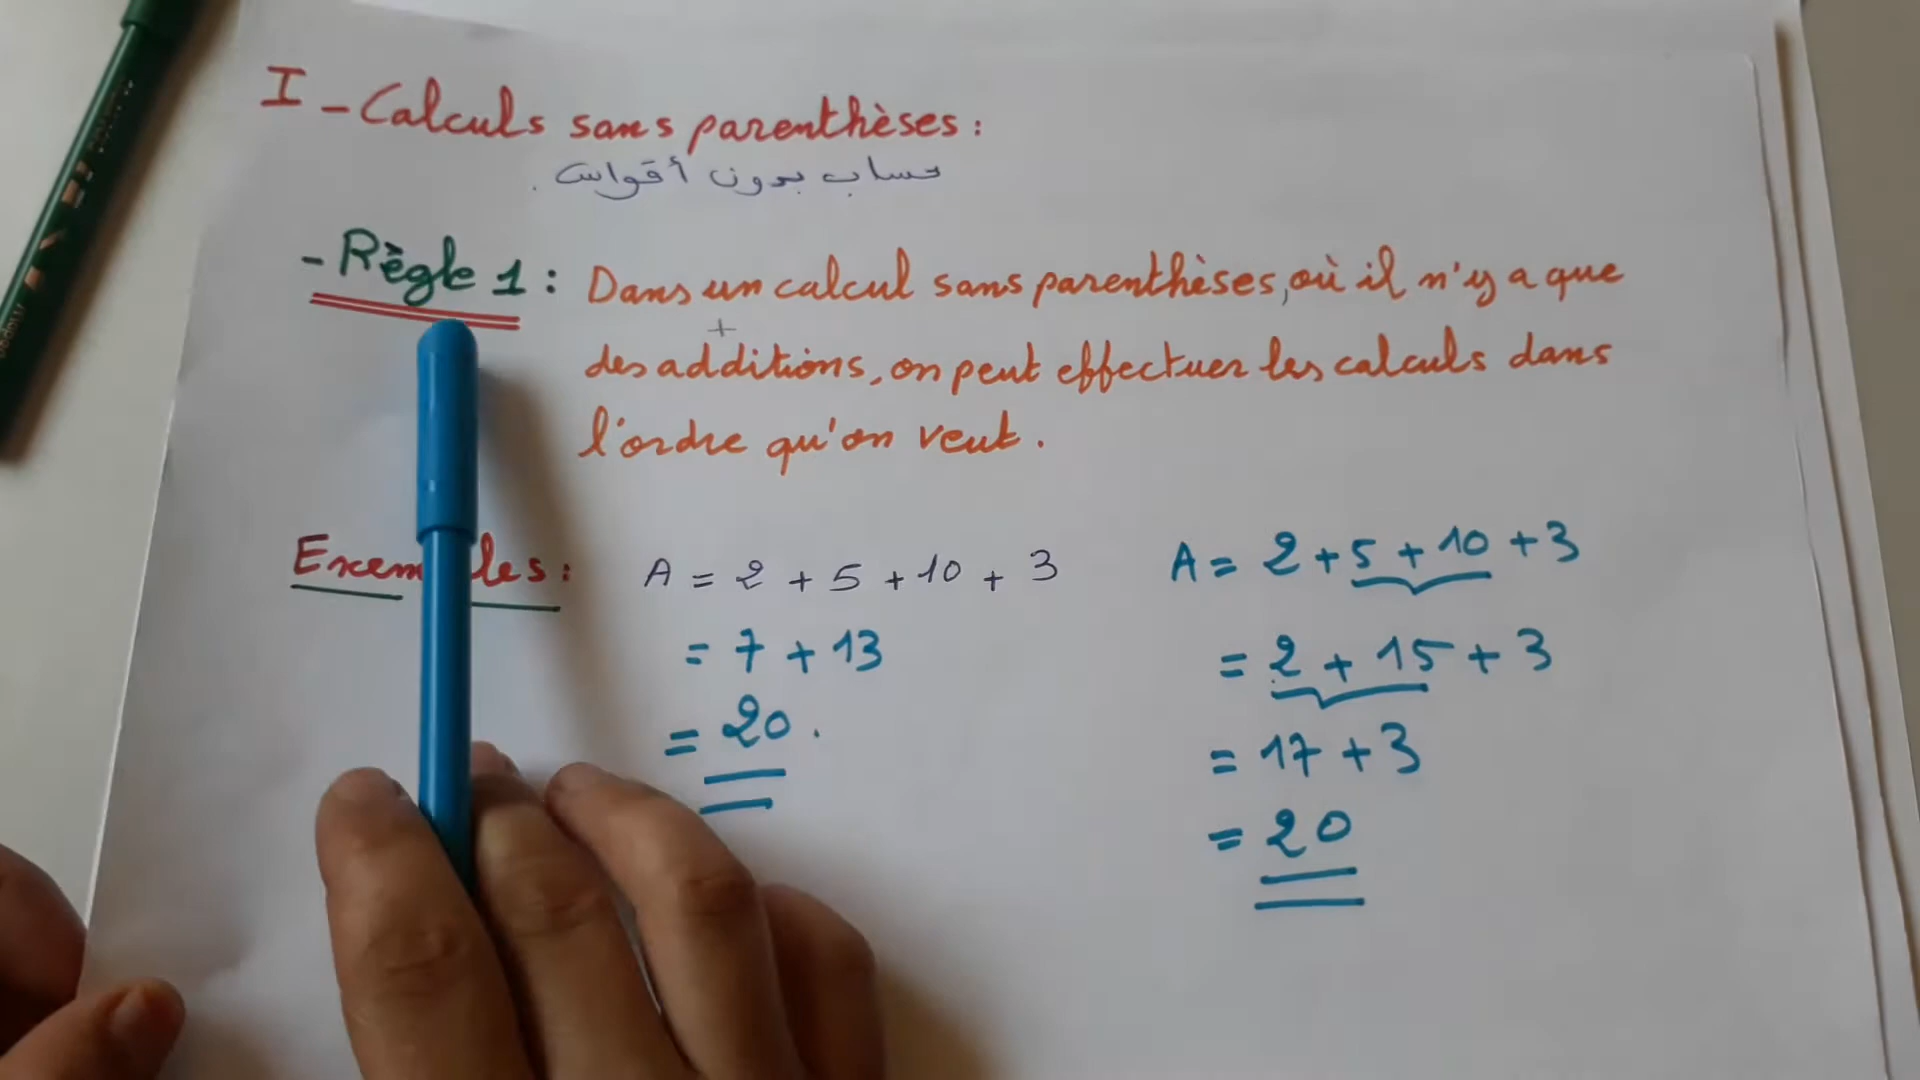 I - Calculs sans parenthèses :
حساب بدون أقواس .
- Règle 1 : Dans un calcul sans parenthèses, où il n'y a que
+
des additions, on peut effectuer les calculs dans
l'ordre qu'on veut .
A = 2 + 5 + 10 + 3
= 7 + 13
= 20 .
A = 2 + 5 + 10 + 3
= 2 + 15 + 3
= 17 + 3
= 20